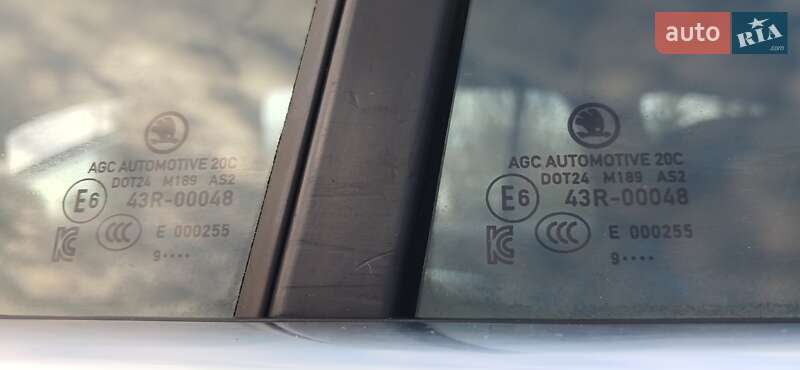 auto RIA
.com
AGC AUTOMOTIVE 20C
DOT24 M189 AS2
E6 43R-00048
CCC E 000255
9····
AGC AUTOMOTIVE 20C
DOT24 M189 AS2
E6 43R-00048
CCC E 000255
9····